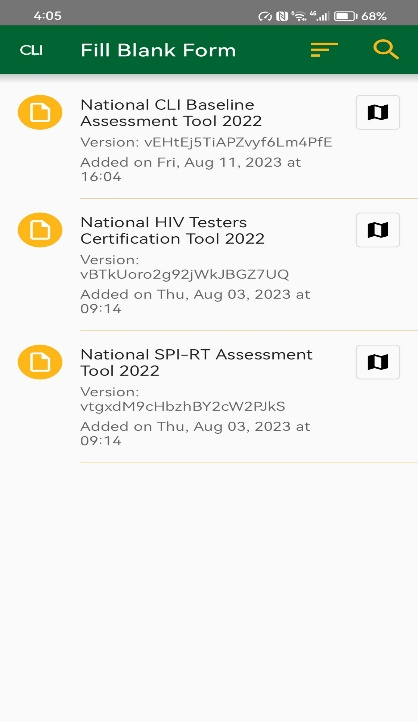 4:05
68%
CLI
Fill Blank Form
National CLI Baseline
Assessment Tool 2022
Version: vEHtEj5TiAPZvyf6Lm4PfE
Added on Fri, Aug 11, 2023 at
16:04
National HIV Testers
Certification Tool 2022
Version:
vBTkUoro2g92jWkJBGZ7UQ
Added on Thu, Aug 03, 2023 at
09:14
National SPI-RT Assessment
Tool 2022
Version:
vtgxdM9cHbzhBY2cW2PJkS
Added on Thu, Aug 03, 2023 at
09:14